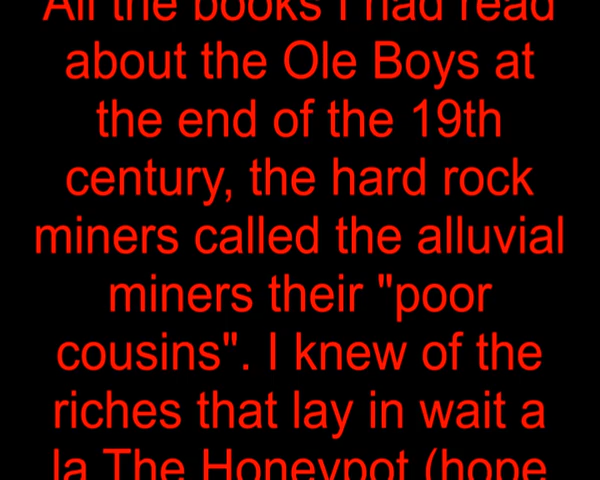 All the books I had read
about the Ole Boys at
the end of the 19th
century, the hard rock
miners called the alluvial
miners their "poor
cousins". I knew of the
riches that lay in wait a
la The Honeypot (hope